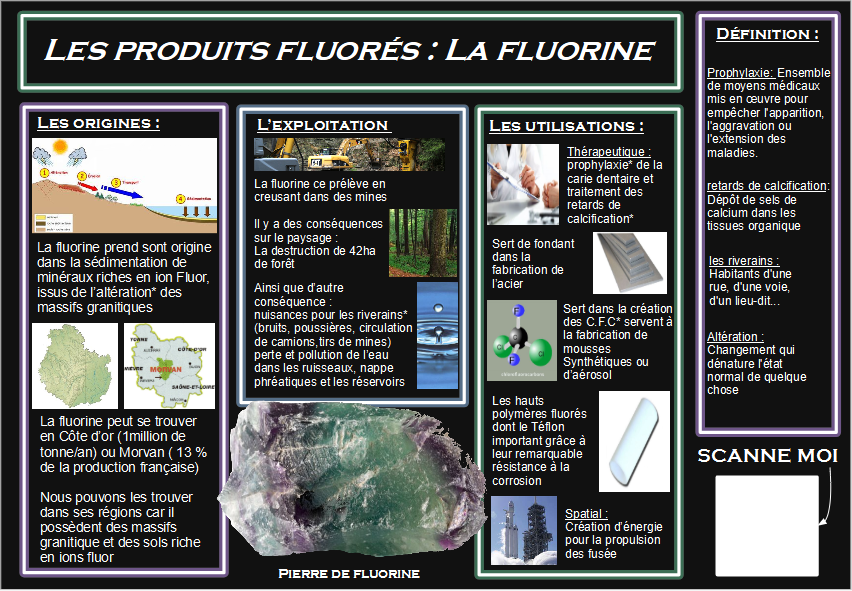 LES PRODUITS FLUORÉS : LA FLUORINE
LES ORIGINES :
1
2
3
4
La fluorine prend sont origine
dans la sédimentation de
minéraux riches en ion Fluor,
issus de l’altération* des
massifs granitiques
YONNE
CÔTE-D'OR
NIEVRE
MORVAN
SAÔNE-ET-LOIRE
La fluorine peut se trouver
en Côte d’or (1million de
tonne/an) ou Morvan ( 13 %
de la production française)
Nous pouvons les trouver
dans ses régions car il
possèdent des massifs
granitique et des sols riche
en ions fluor
L’EXPLOITATION
La fluorine ce prélève en
creusant dans des mines
Il y a des conséquences
sur le paysage :
La destruction de 42ha
de forêt
Ainsi que d’autre
conséquence :
nuisances pour les riverains*
(bruits, poussières, circulation
de camions,tirs de mines)
perte et pollution de l’eau
dans les ruisseaux, nappe
phréatiques et les réservoirs
PIERRE DE FLUORINE
LES UTILISATIONS :
Thérapeutique :
prophylaxie* de la
carie dentaire et
traitement des
retards de
calcification*
Sert de fondant
dans la
fabrication de
l’acier
F
C
F
Cl
Cl
Sert dans la création
des C.F.C* servent à
la fabrication de
mousses
Synthétiques ou
d’aérosol
Les hauts
polymères fluorés
dont le Téflon
important grâce à
leur remarquable
résistance à la
corrosion
Spatial :
Création d’énergie
pour la propulsion
des fusée
DÉFINITION :
Prophylaxie: Ensemble
de moyens médicaux
mis en œuvre pour
empêcher l'apparition,
l'aggravation ou
l'extension des
maladies.
retards de calcification:
Dépôt de sels de
calcium dans les
tissues organique
les riverains :
Habitants d'une
rue, d'une voie,
d'un lieu-dit...
Altération :
Changement qui
dénature l'état
normal de quelque
chose
SCANNE MOI